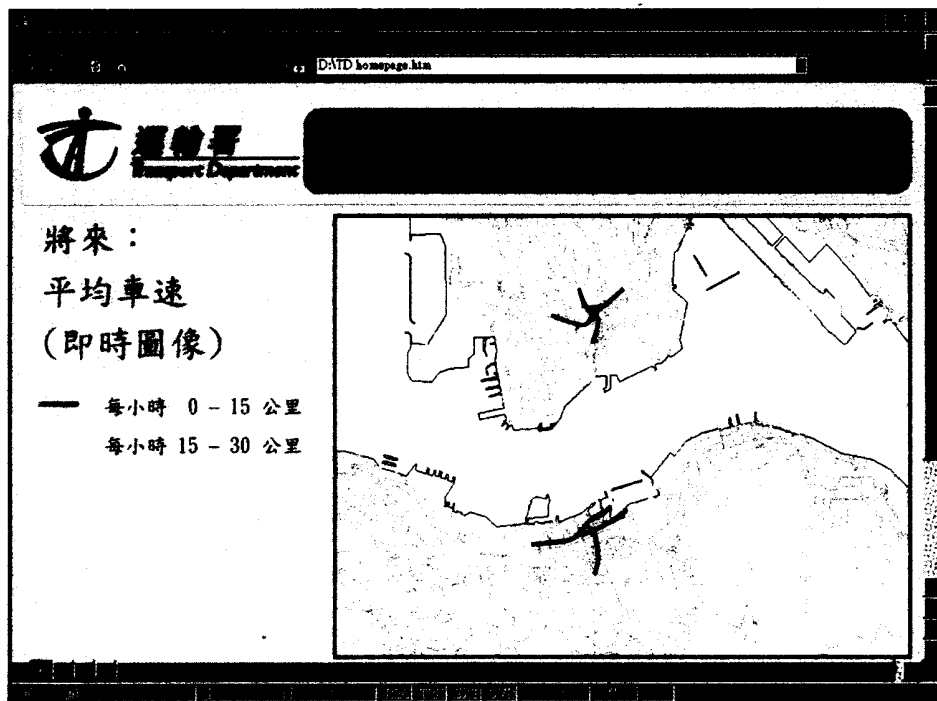 D:\TD homepage.htm
運輸署
Transport Department
將來：
平均車速
(即時圖像)
每小時 0 - 15 公里
每小時 15 - 30 公里